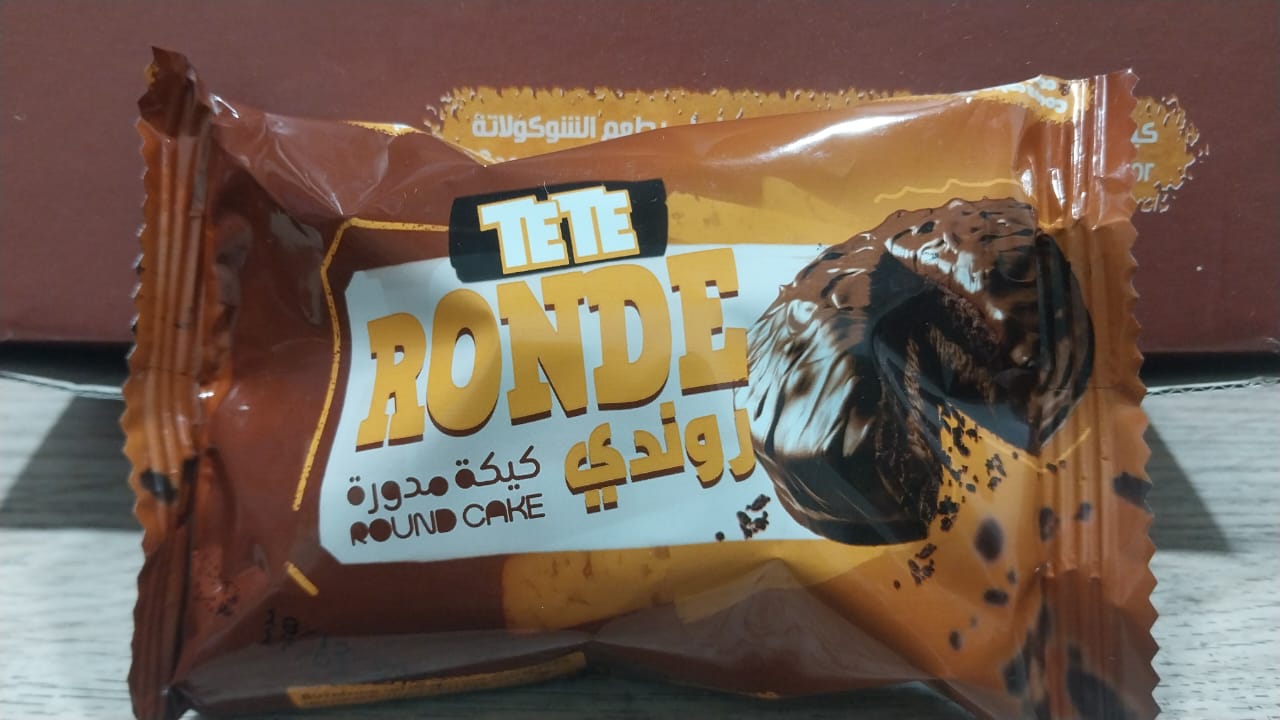 بطعم الشوكولاتة
TETE
RONDE
روندي
كيكة مدورة
ROUND CAKE